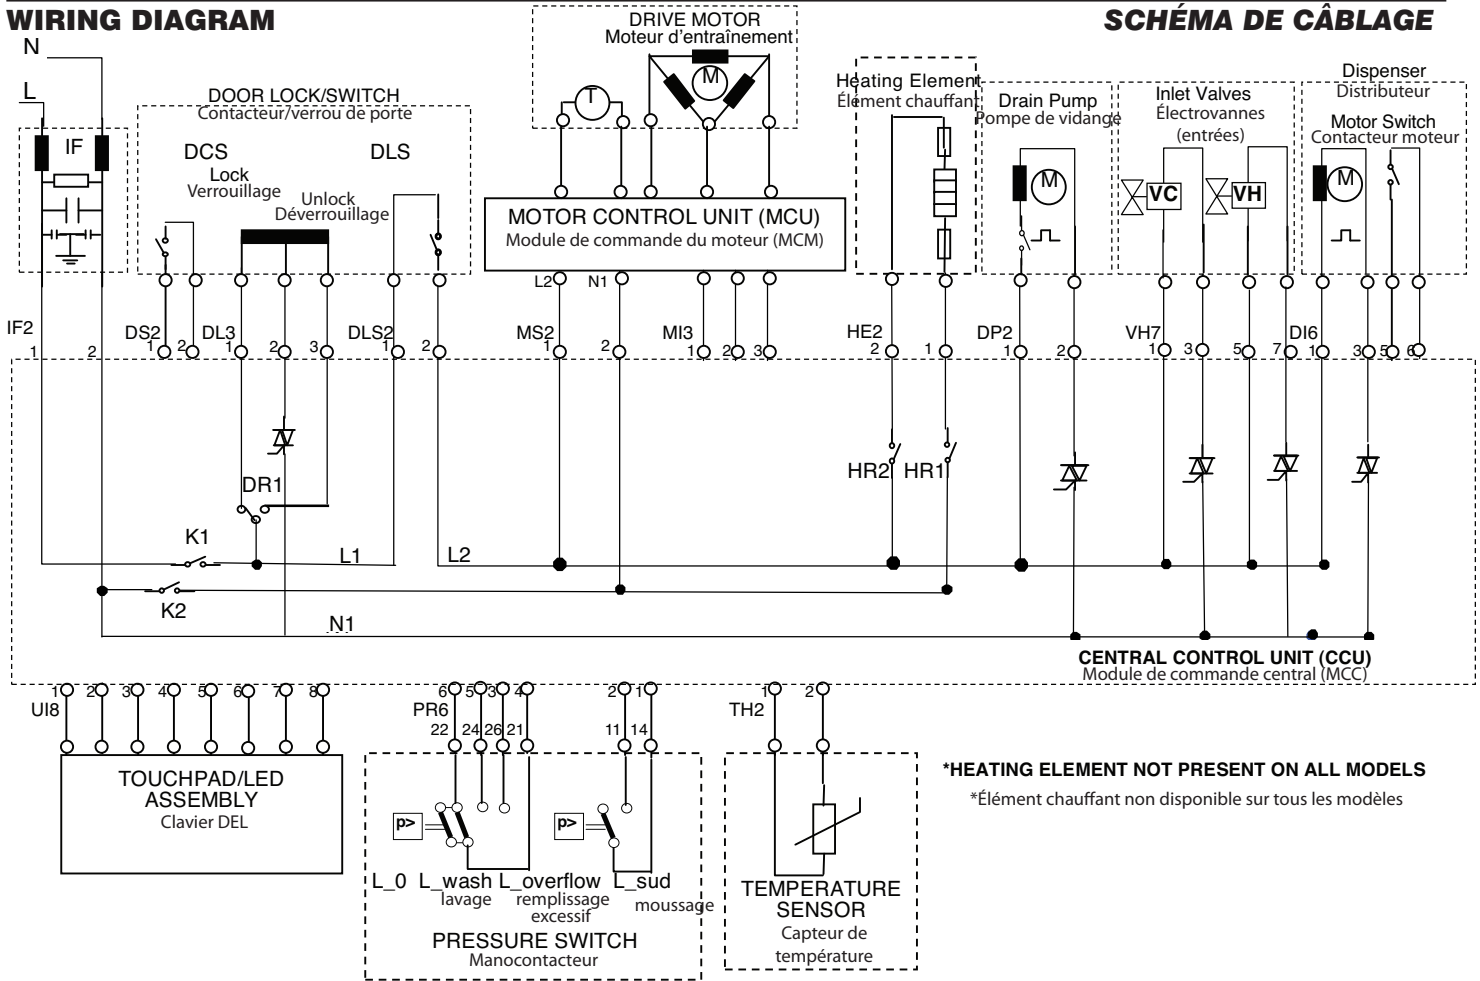 WIRING DIAGRAM
SCHÉMA DE CÂBLAGE
N
L
IF
DOOR LOCK/SWITCH
Contacteur/verrou de porte
DCS
DLS
Lock
Verrouillage
Unlock
Déverrouillage
DRIVE MOTOR
Moteur d'entraînement
T
M
MOTOR CONTROL UNIT (MCU)
Module de commande du moteur (MCM)
L2
N1
Heating Element
Élément chauffant
Drain Pump
Pompe de vidange
M
Inlet Valves
Électrovannes
(entrées)
VC
VH
Dispenser
Distributeur
Motor Switch
Contacteur moteur
M
IF2 1 2
DS2 1 2
DL3 1 2 3
DLS2 1 2
MS2 1 2
MI3 1 2 3
HE2 2 1
DP2 1 2
VH7 1 3 5 7
DI6 1 3 5 6
HR2 HR1
DR1
K1
L1
L2
K2
N1
CENTRAL CONTROL UNIT (CCU)
Module de commande central (MCC)
UI8 1 2 3 4 5 6 7 8
TOUCHPAD/LED
ASSEMBLY
Clavier DEL
PR6 6 5 3 4 2 1
22 24 26 21 11 14
p>
p>
L_0 L_wash L_overflow L_sud
lavage
remplissage
excessif
moussage
PRESSURE SWITCH
Manocontacteur
TH2 1 2
TEMPERATURE
SENSOR
Capteur de
température
*HEATING ELEMENT NOT PRESENT ON ALL MODELS
*Élément chauffant non disponible sur tous les modèles